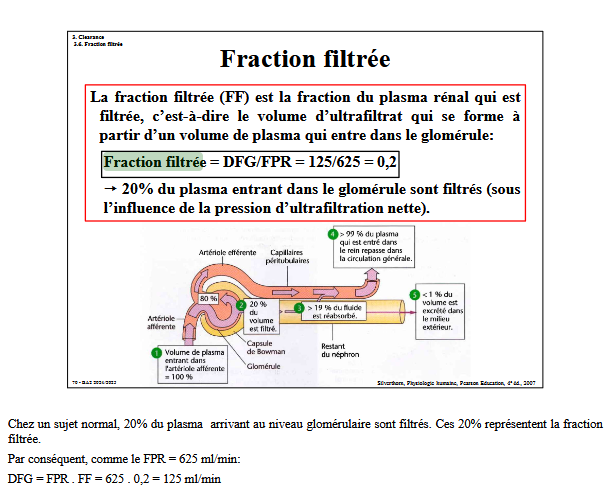 3. Clearance
3.6. Fraction filtrée
Fraction filtrée
La fraction filtrée (FF) est la fraction du plasma rénal qui est
filtrée, c’est-à-dire le volume d’ultrafiltrat qui se forme à
partir d’un volume de plasma qui entre dans le glomérule:
Fraction filtrée = DFG/FPR = 125/625 = 0,2
→ 20% du plasma entrant dans le glomérule sont filtrés (sous
l’influence de la pression d’ultrafiltration nette).
4 > 99 % du plasma
qui est entré dans
le rein repasse dans
la circulation générale.
Artériole efférente
Capillaires
péritubulaires
80 %
2 20 %
du
volume
est filtré.
3 > 19 % du fluide
est réabsorbé.
5 < 1 % du
volume est
excrété dans
le milieu
extérieur.
Artériole
afférente
Capsule
de Bowman
Glomérule
Restant
du néphron
1 Volume de plasma
entrant dans
l'artériole afférente
= 100 %
Silverthorn, Physiologie humaine, Pearson Education, 4e éd., 2007
Chez un sujet normal, 20% du plasma arrivant au niveau glomérulaire sont filtrés. Ces 20% représentent la fraction
filtrée.
Par conséquent, comme le FPR = 625 ml/min:
DFG = FPR . FF = 625 . 0,2 = 125 ml/min